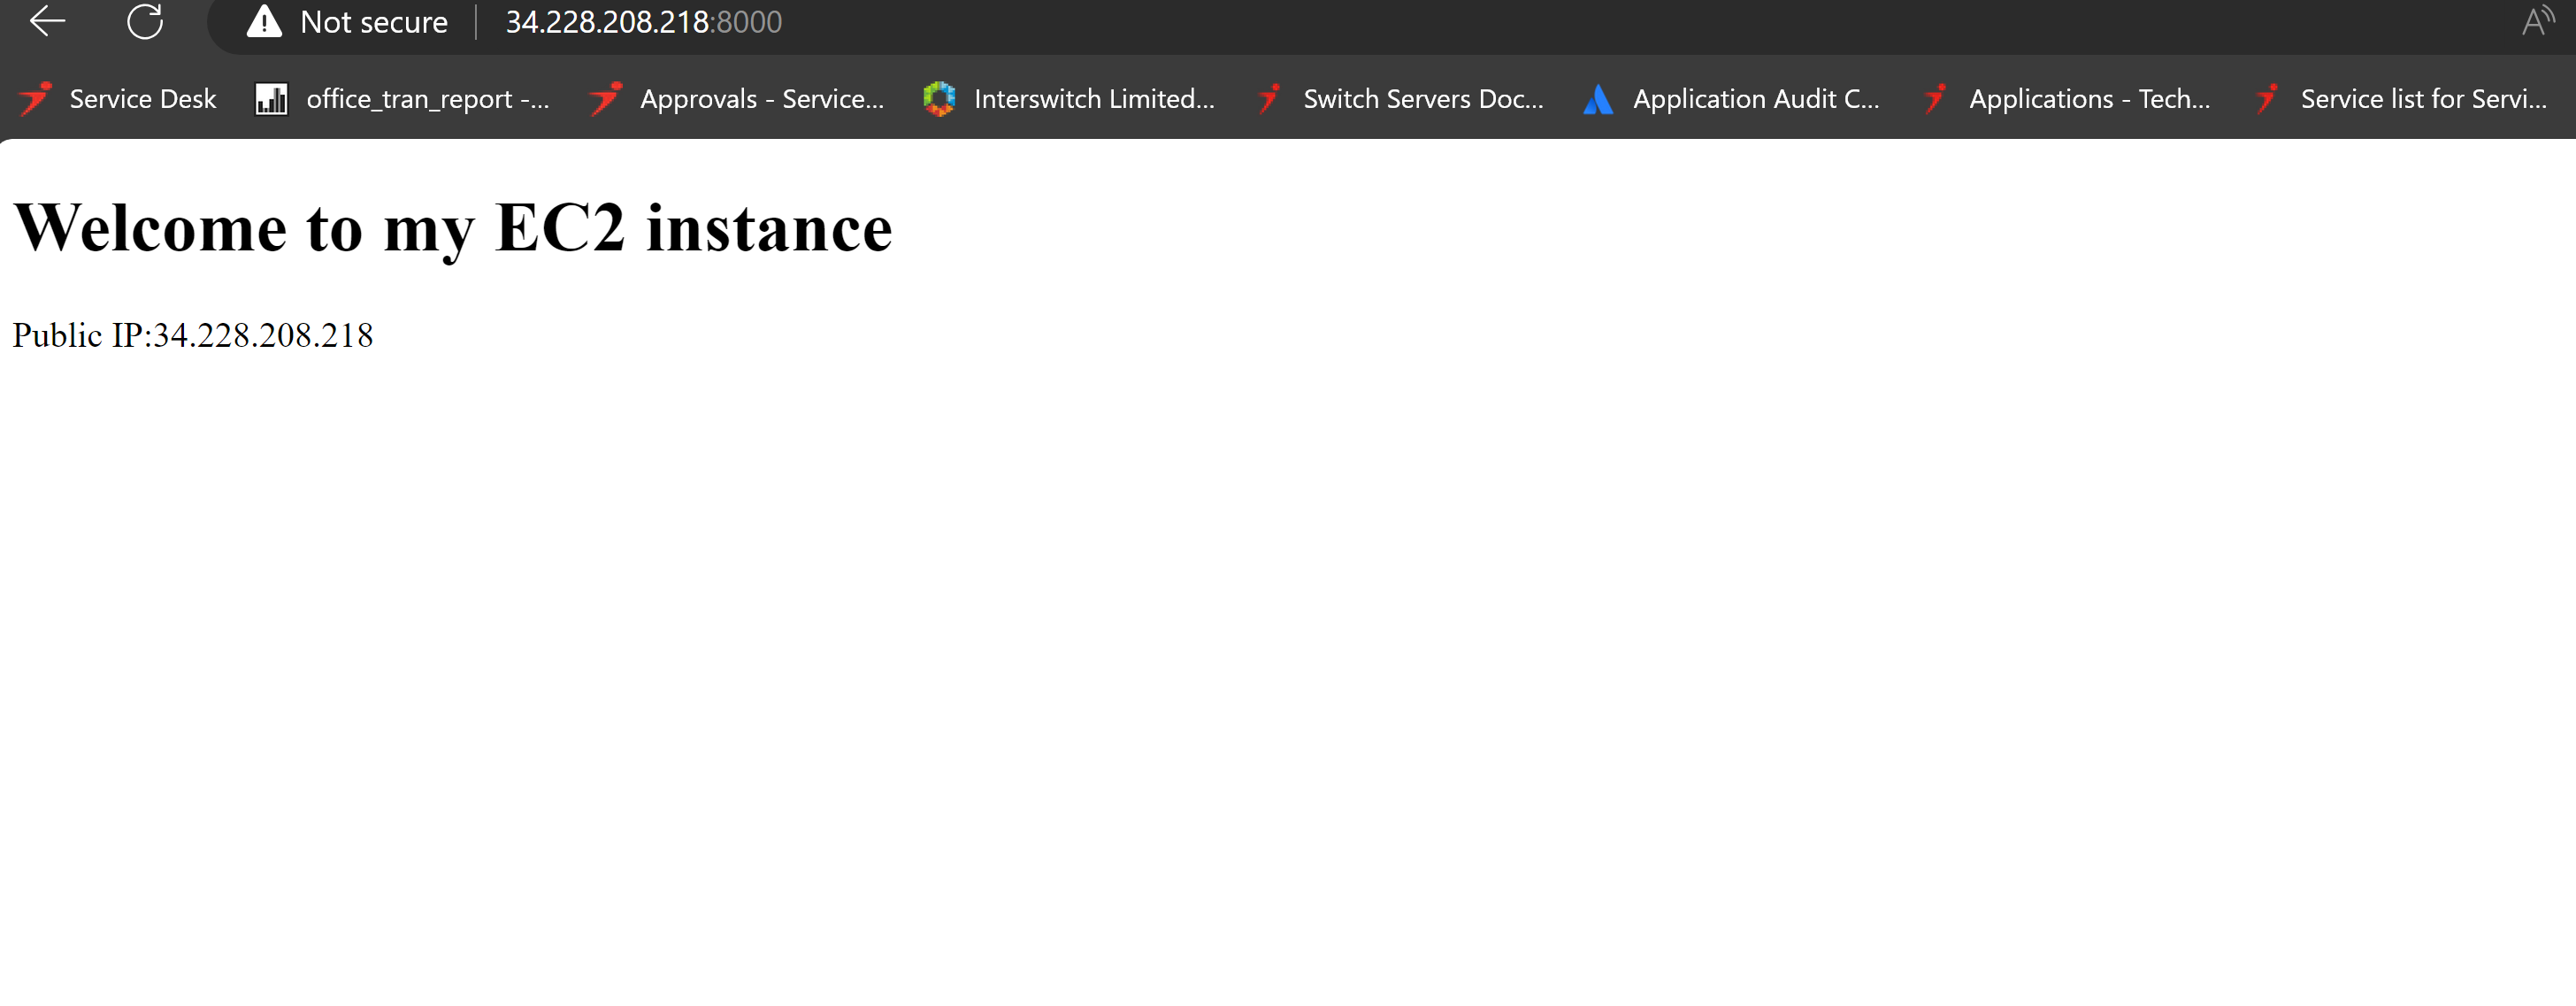 Not secure 34.228.208.218:8000
Service Desk office_tran_report -... Approvals - Service... Interswitch Limited... Switch Servers Doc... Application Audit C... Applications - Tech... Service list for Servi...
Welcome to my EC2 instance
Public IP:34.228.208.218